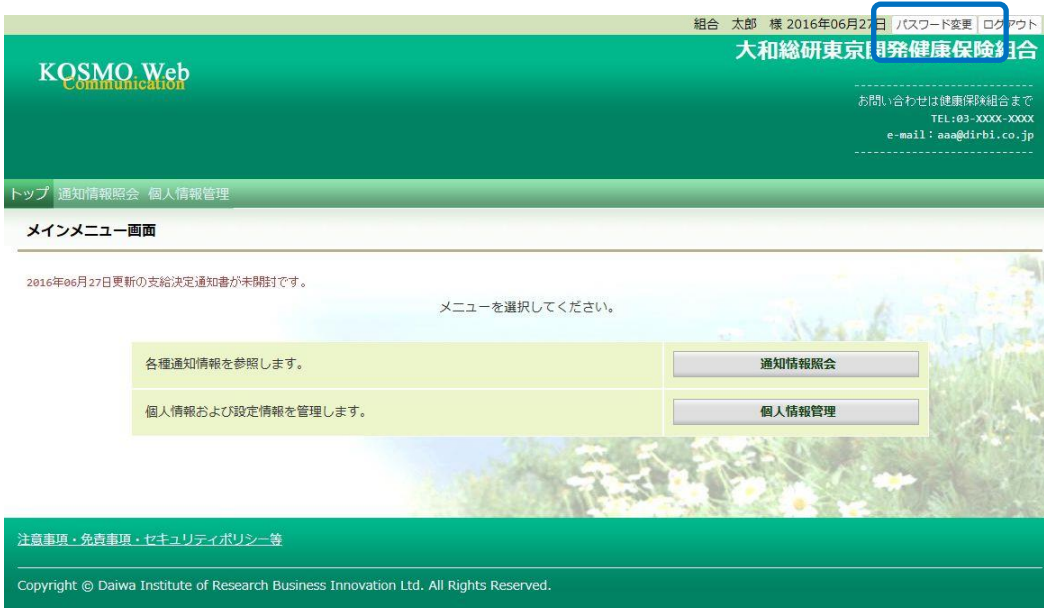 組合 太郎 様 2016年06月27日 パスワード変更 ログアウト
大和総研東京開発健康保険組合
KOSMO Web
Communication
お問い合わせは健康保険組合まで
TEL:03-XXXX-XXXX
e-mail：aaa@dirbi.co.jp
トップ 通知情報照会 個人情報管理
メインメニュー画面
2016年06月27日更新の支給決定通知書が未開封です。
メニューを選択してください。
各種通知情報を参照します。 通知情報照会
個人情報および設定情報を管理します。 個人情報管理
注意事項・免責事項・セキュリティポリシー等
Copyright © Daiwa Institute of Research Business Innovation Ltd. All Rights Reserved.